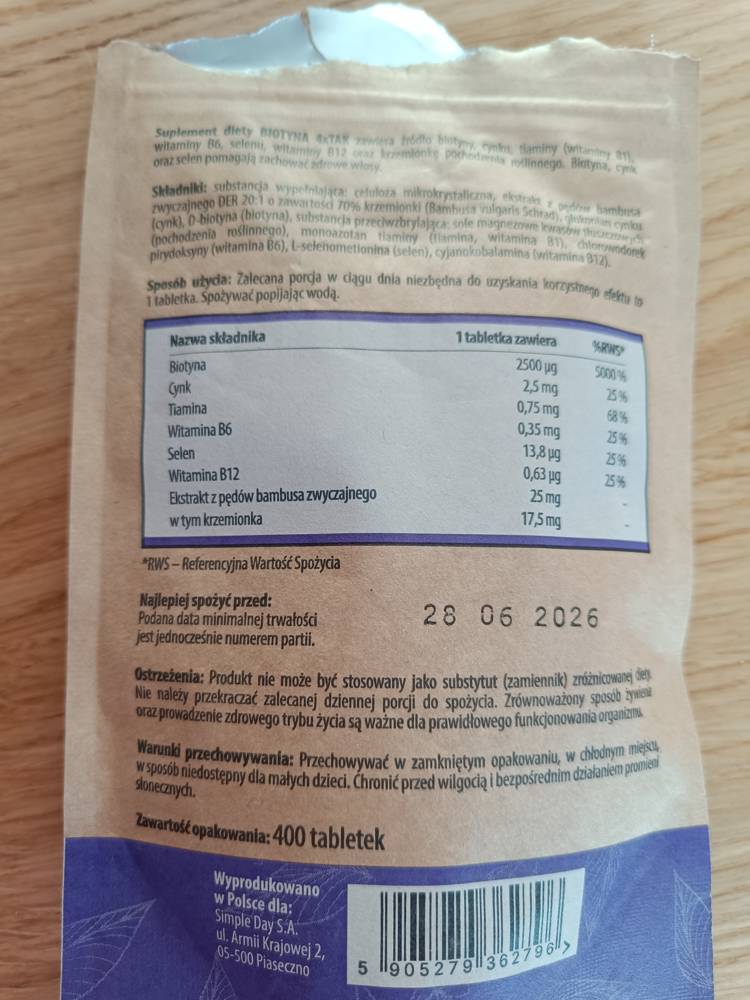 Suplement diety BIOTYNA 4xTAK zawiera źródło biotyny, cynku, tiaminy (witaminy B1),
witaminy B6, selenu, witaminy B12 oraz krzemionkę pochodzenia roślinnego. Biotyna, cynk
oraz selen pomagają zachować zdrowe włosy.
Składniki: substancja wypełniająca: celuloza mikrokrystaliczna, ekstrakt z pędów bambusa
zwyczajnego DER 20:1 o zawartości 70% krzemionki (Bambusa vulgaris Schrad), glukonian cynku
(cynk), D-biotyna (biotyna), substancja przeciwzbrylająca: sole magnezowe kwasów tłuszczowych
(pochodzenia roślinnego), monoazotan tiaminy (tiamina, witamina B1), chlorowodorek
pirydoksyny (witamina B6), L-selenometionina (selen), cyjanokobalamina (witamina B12).
Sposób użycia: Zalecana porcja w ciągu dnia niezbędna do uzyskania korzystnego efektu to
1 tabletka. Spożywać popijając wodą.
Nazwa składnika 1 tabletka zawiera %RWS*
Biotyna 2500 µg 5000 %
Cynk 2,5 mg 25 %
Tiamina 0,75 mg 68 %
Witamina B6 0,35 mg 25 %
Selen 13,8 µg 25 %
Witamina B12 0,63 µg 25 %
Ekstrakt z pędów bambusa zwyczajnego 25 mg -
w tym krzemionka 17,5 mg -
*RWS – Referencyjna Wartość Spożycia
Najlepiej spożyć przed:
Podana data minimalnej trwałości
jest jednocześnie numerem partii.
28 06 2026
Ostrzeżenia: Produkt nie może być stosowany jako substytut (zamiennik) zróżnicowanej diety.
Nie należy przekraczać zalecanej dziennej porcji do spożycia. Zrównoważony sposób żywienia
oraz prowadzenie zdrowego trybu życia są ważne dla prawidłowego funkcjonowania organizmu.
Warunki przechowywania: Przechowywać w zamkniętym opakowaniu, w chłodnym miejscu,
w sposób niedostępny dla małych dzieci. Chronić przed wilgocią i bezpośrednim działaniem promieni
słonecznych.
Zawartość opakowania: 400 tabletek
Wyprodukowano
w Polsce dla:
Simple Day S.A.
ul. Armii Krajowej 2,
05-500 Piaseczno
5 905279 362796 >